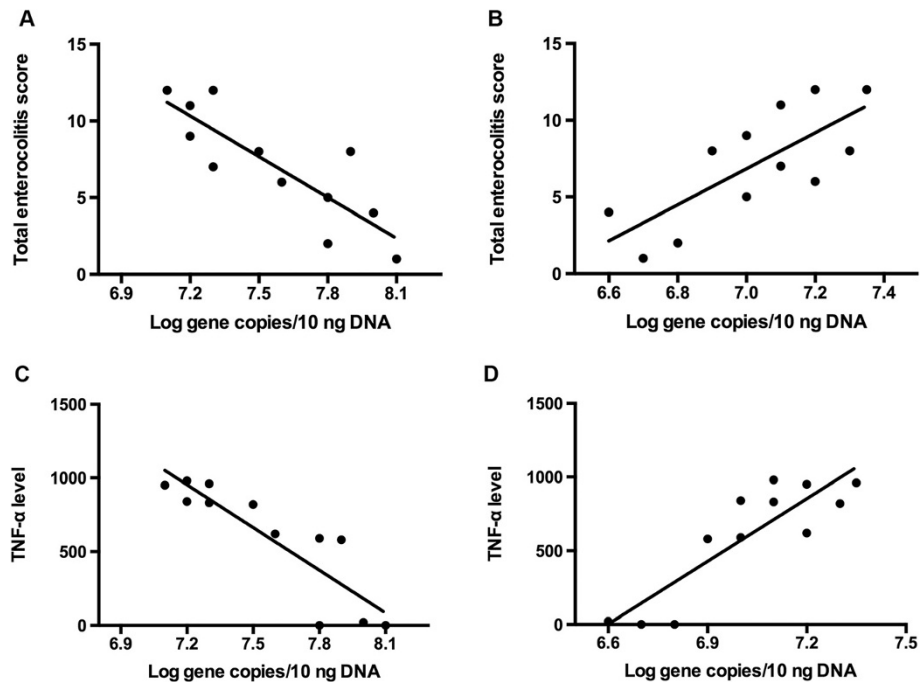 A
Total enterocolitis score
15
10
5
0
6.9 7.2 7.5 7.8 8.1
Log gene copies/10 ng DNA
B
Total enterocolitis score
15
10
5
0
6.6 6.8 7.0 7.2 7.4
Log gene copies/10 ng DNA
C
TNF-α level
1500
1000
500
0
6.9 7.2 7.5 7.8 8.1
Log gene copies/10 ng DNA
D
TNF-α level
1500
1000
500
0
6.6 6.9 7.2 7.5
Log gene copies/10 ng DNA